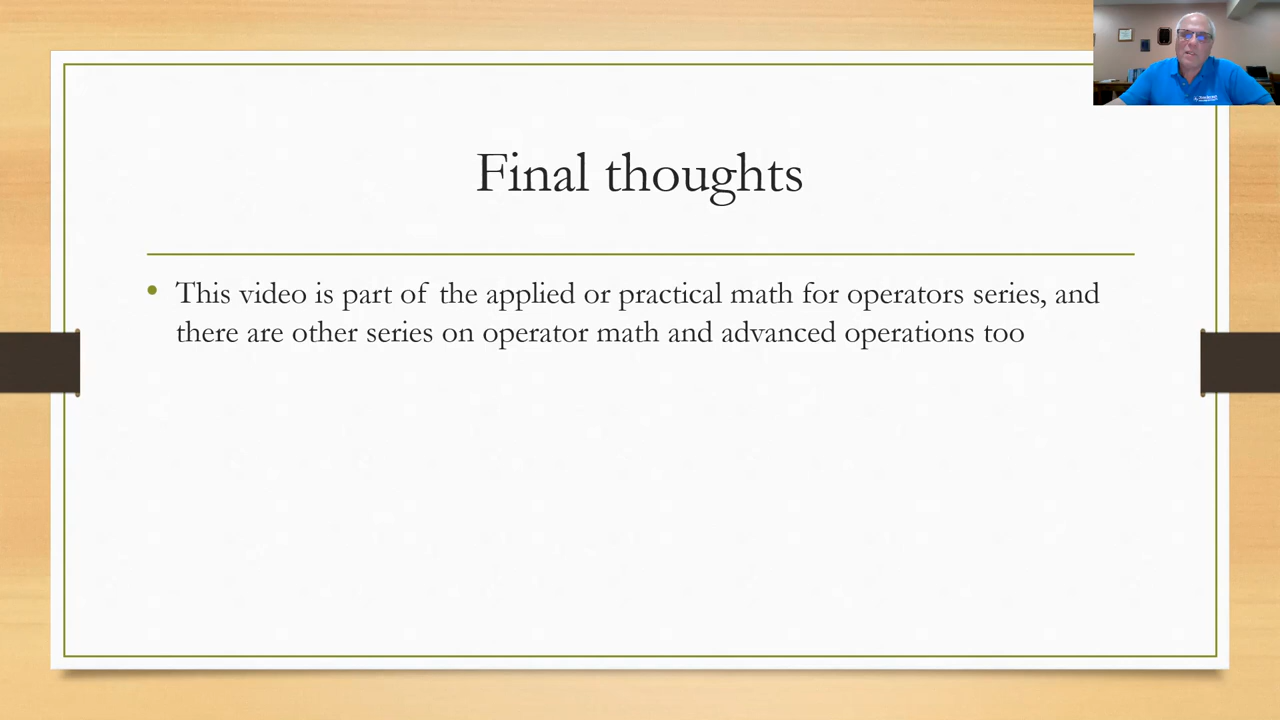 Final thoughts
• This video is part of the applied or practical math for operators series, and
there are other series on operator math and advanced operations too